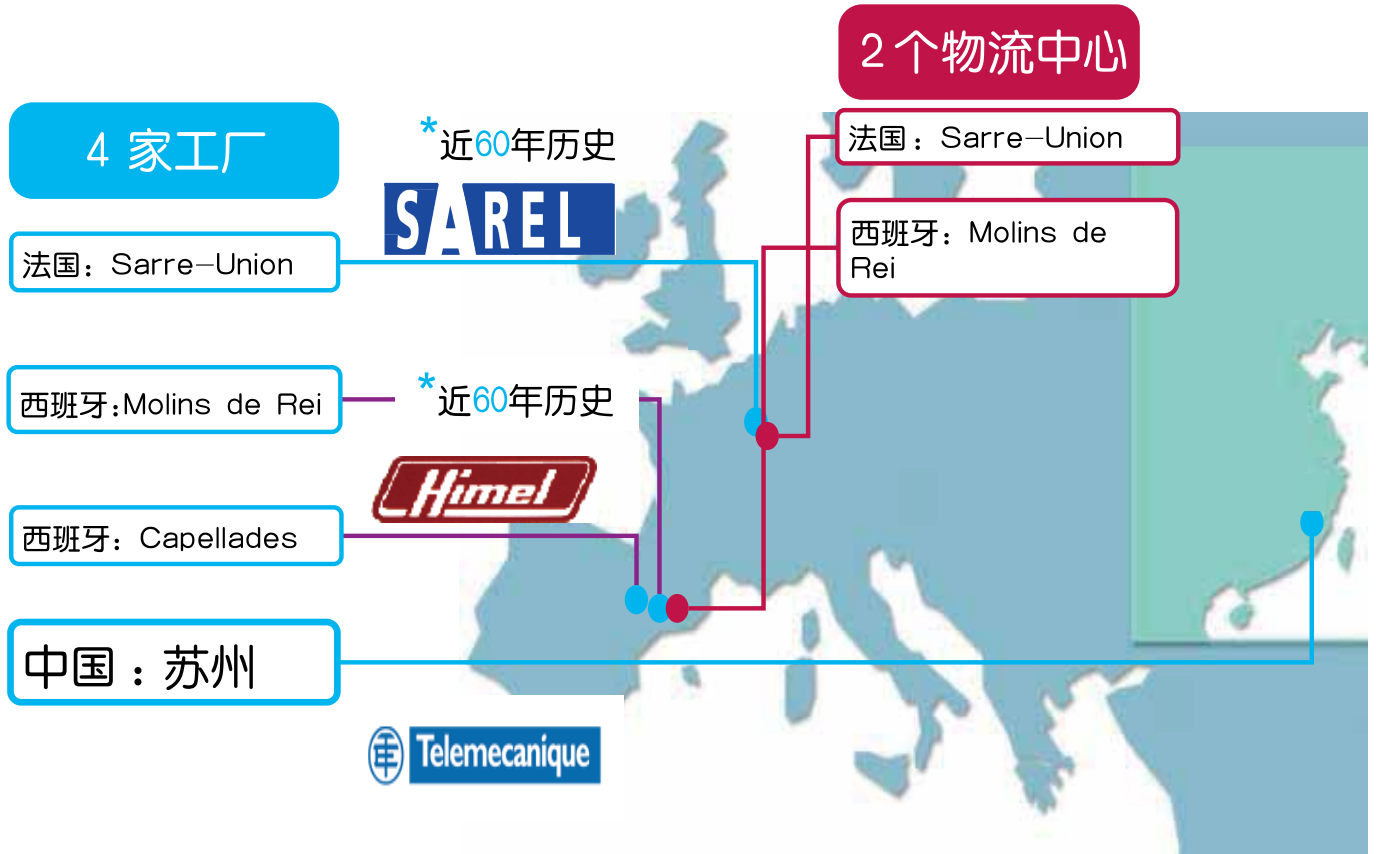 2个物流中心
4 家工厂
*近60年历史
法国：Sarre-Union
SAREL
西班牙：Molins de
Rei
法国：Sarre-Union
*近60年历史
西班牙:Molins de Rei
Himel
西班牙：Capellades
中国：苏州
Telemecanique